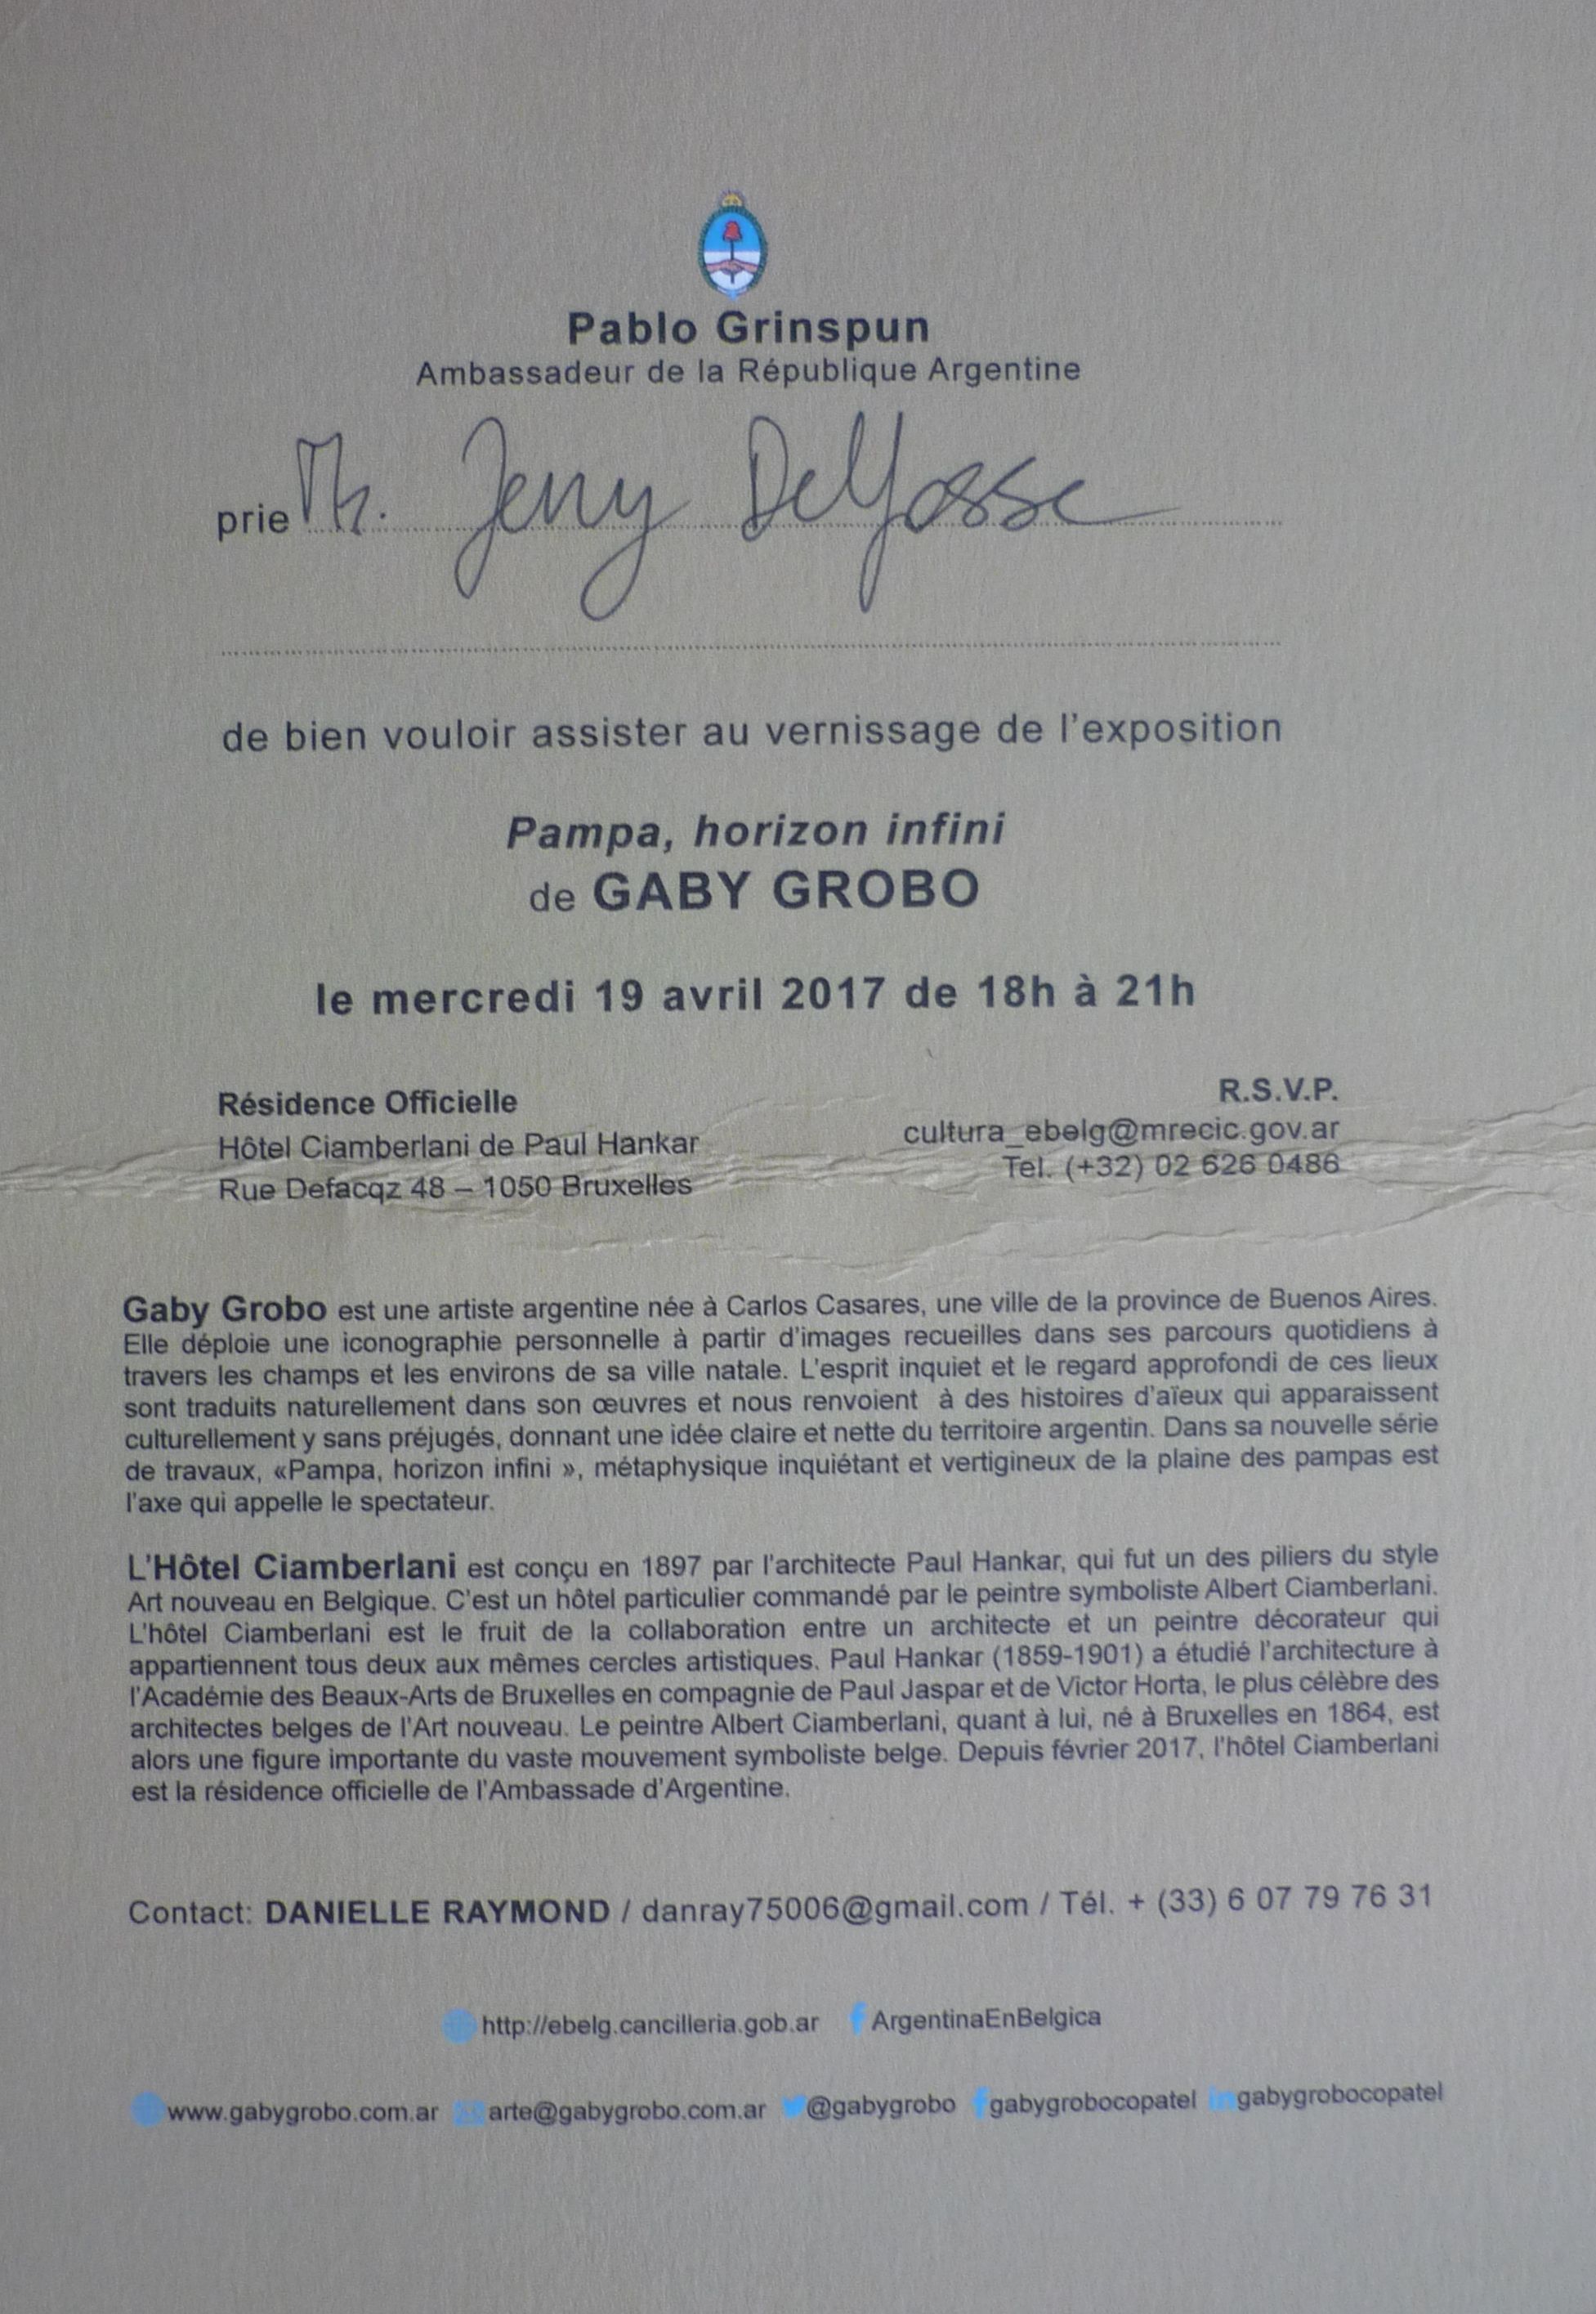 Pablo Grinspun
Ambassadeur de la République Argentine
prie Jerry Delfosse
de bien vouloir assister au vernissage de l'exposition
Pampa, horizon infini
de GABY GROBO
le mercredi 19 avril 2017 de 18h à 21h
Résidence Officielle
Hôtel Ciamberlani de Paul Hankar
Rue Defacqz 48 – 1050 Bruxelles
R.S.V.P.
cultura_ebelg@mrecic.gov.ar
Tel. (+32) 02 626 0486
Gaby Grobo est une artiste argentine née à Carlos Casares, une ville de la province de Buenos Aires.
Elle déploie une iconographie personnelle à partir d'images recueilles dans ses parcours quotidiens à
travers les champs et les environs de sa ville natale. L'esprit inquiet et le regard approfondi de ces lieux
sont traduits naturellement dans son œuvres et nous renvoient à des histoires d'aïeux qui apparaissent
culturellement y sans préjugés, donnant une idée claire et nette du territoire argentin. Dans sa nouvelle série
de travaux, «Pampa, horizon infini », métaphysique inquiétant et vertigineux de la plaine des pampas est
l'axe qui appelle le spectateur.
L'Hôtel Ciamberlani est conçu en 1897 par l'architecte Paul Hankar, qui fut un des piliers du style
Art nouveau en Belgique. C'est un hôtel particulier commandé par le peintre symboliste Albert Ciamberlani.
L'hôtel Ciamberlani est le fruit de la collaboration entre un architecte et un peintre décorateur qui
appartiennent tous deux aux mêmes cercles artistiques. Paul Hankar (1859-1901) a étudié l'architecture à
l'Académie des Beaux-Arts de Bruxelles en compagnie de Paul Jaspar et de Victor Horta, le plus célèbre des
architectes belges de l'Art nouveau. Le peintre Albert Ciamberlani, quant à lui, né à Bruxelles en 1864, est
alors une figure importante du vaste mouvement symboliste belge. Depuis février 2017, l'hôtel Ciamberlani
est la résidence officielle de l'Ambassade d'Argentine.
Contact: DANIELLE RAYMOND / danray75006@gmail.com / Tél. + (33) 6 07 79 76 31
http://ebelg.cancilleria.gob.ar ArgentinaEnBelgica
www.gabygrobo.com.ar arte@gabygrobo.com.ar @gabygrobo gabygrobocopatel gabygrobocopatel